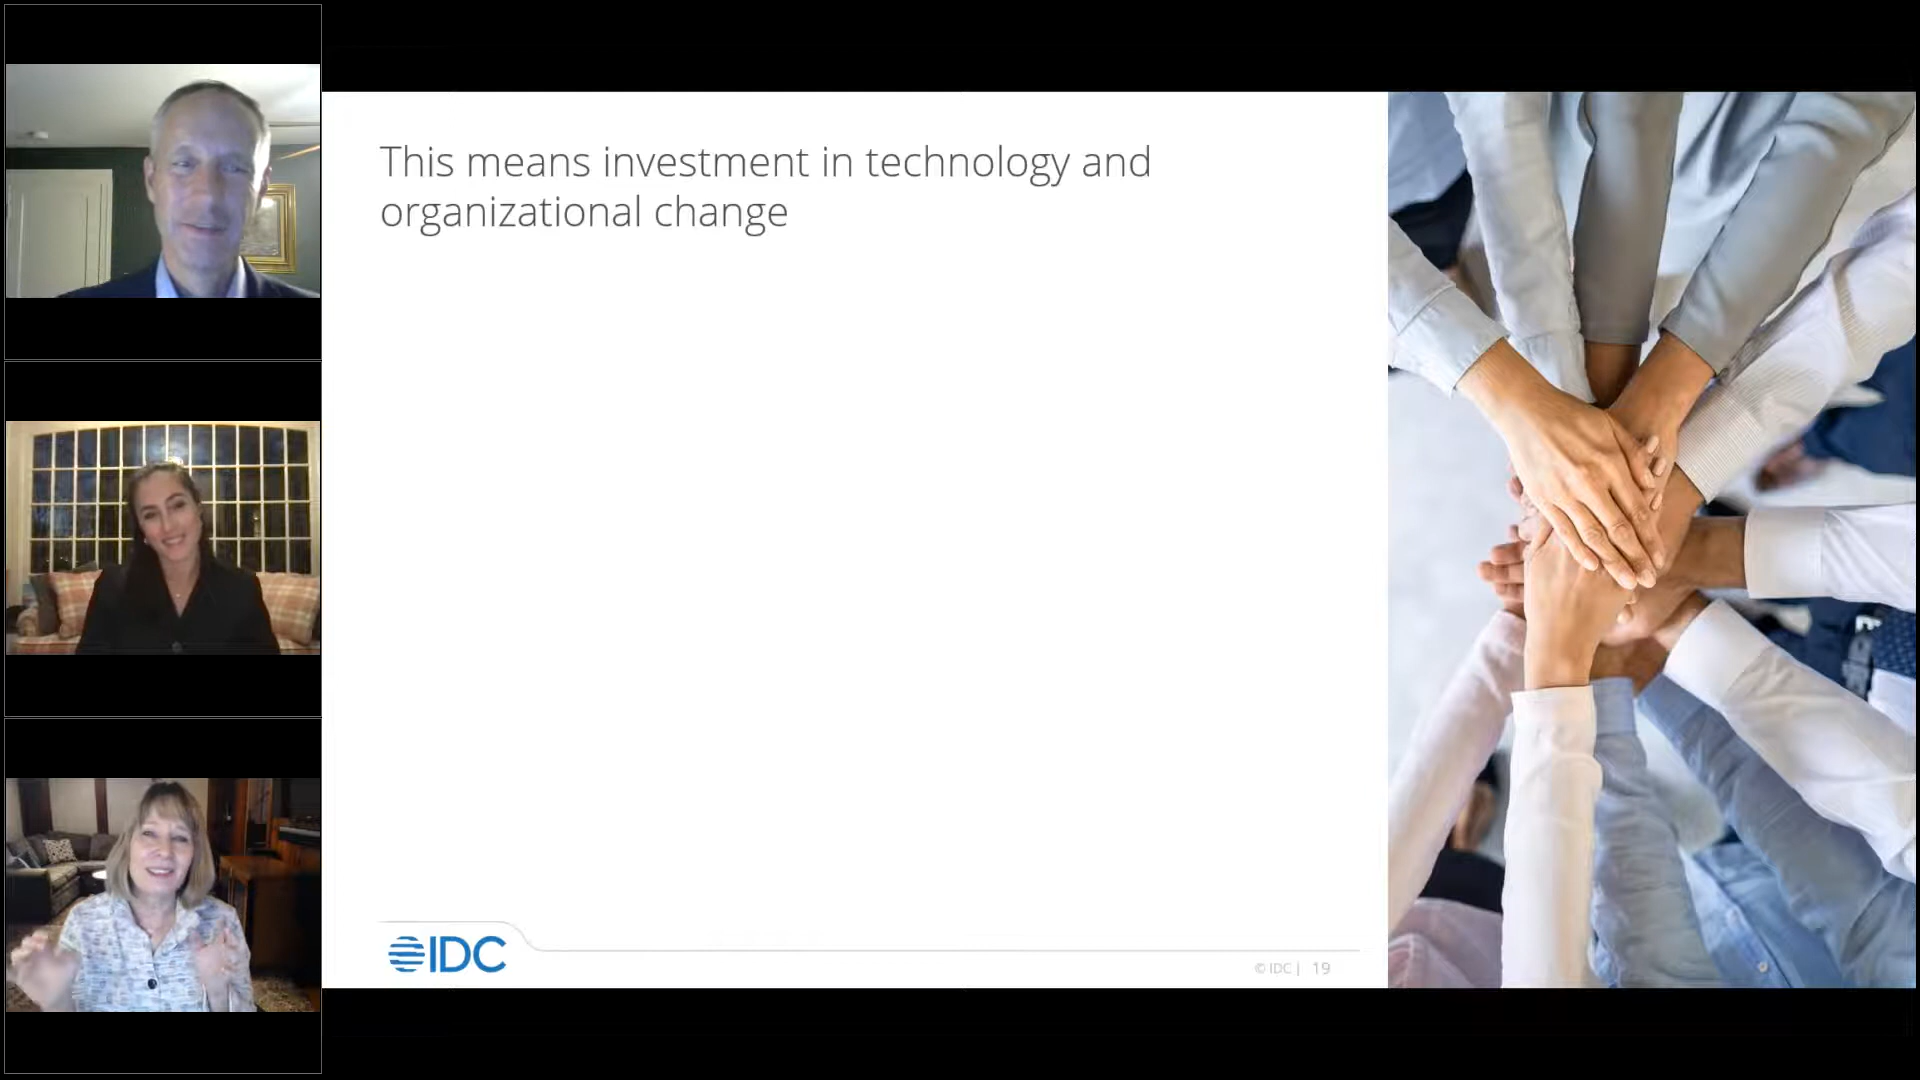 This means investment in technology and
organizational change
IDC
© IDC | 19